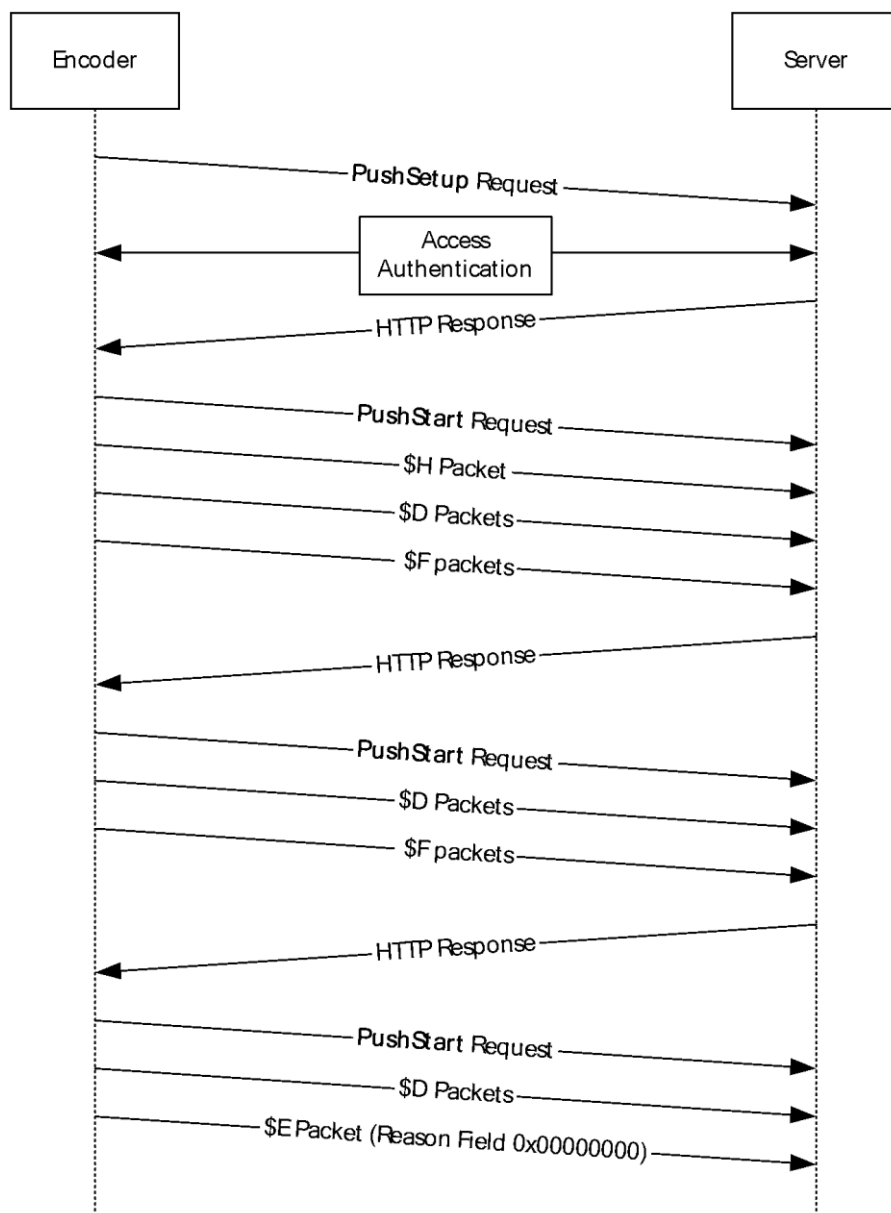 Encoder
Server
PushSetup Request
Access
Authentication
HTTP Response
PushStart Request
$H Packet
$D Packets
$F packets
HTTP Response
PushStart Request
$D Packets
$F packets
HTTP Response
PushStart Request
$D Packets
$E Packet (Reason Field 0x00000000)